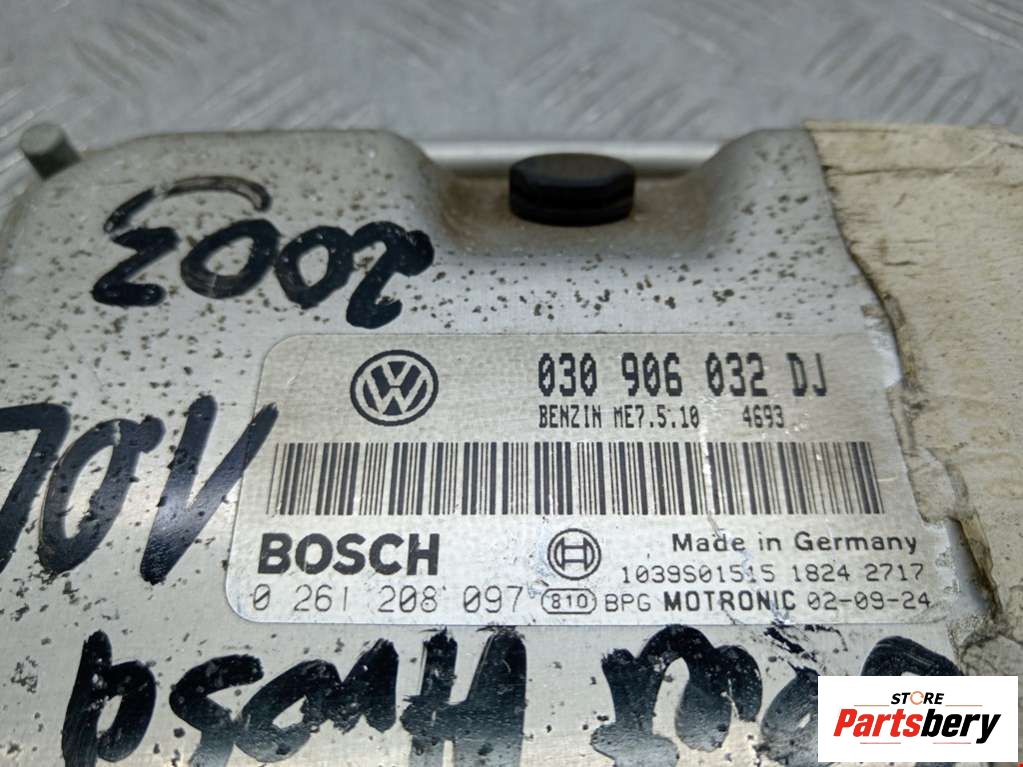 2003
030 906 032 DJ
BENZIN ME7.5.10 4693
BOSCH
Made in Germany
1039S01515 1824 2717
0 261 208 097 810 BPG MOTRONIC 02-09-24
STORE
Partsbery